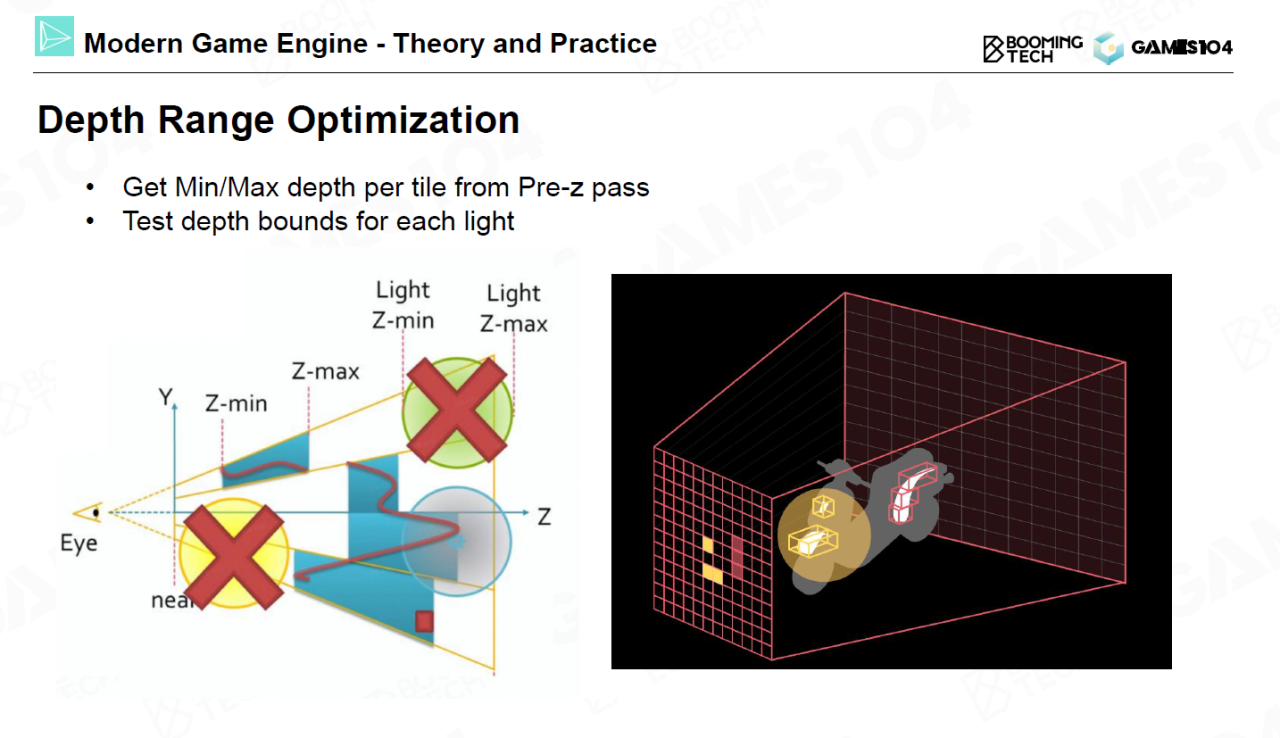 Modern Game Engine - Theory and Practice
BOOMING
TECH
GAMES104
Depth Range Optimization
• Get Min/Max depth per tile from Pre-z pass
• Test depth bounds for each light
Light
Z-min
Light
Z-max
Z-max
Z-min
Y
Z
Eye
near